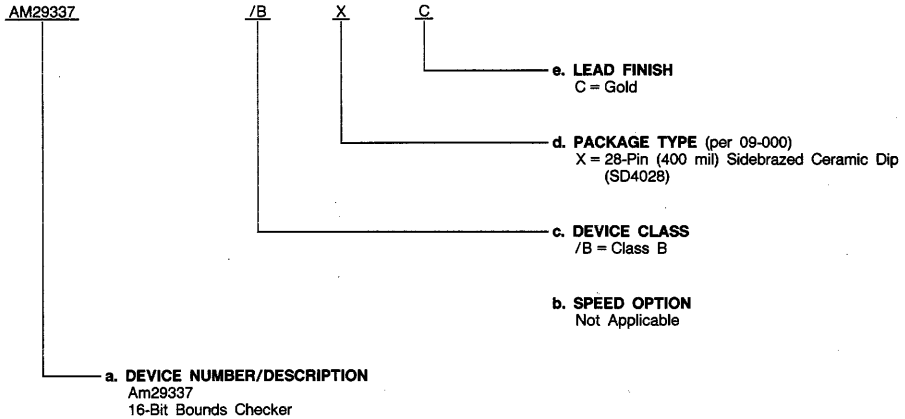 AM29337 /B X C
e. LEAD FINISH
C = Gold
d. PACKAGE TYPE (per 09-000)
X = 28-Pin (400 mil) Sidebrazed Ceramic Dip
(SD4028)
c. DEVICE CLASS
/B = Class B
b. SPEED OPTION
Not Applicable
a. DEVICE NUMBER/DESCRIPTION
Am29337
16-Bit Bounds Checker